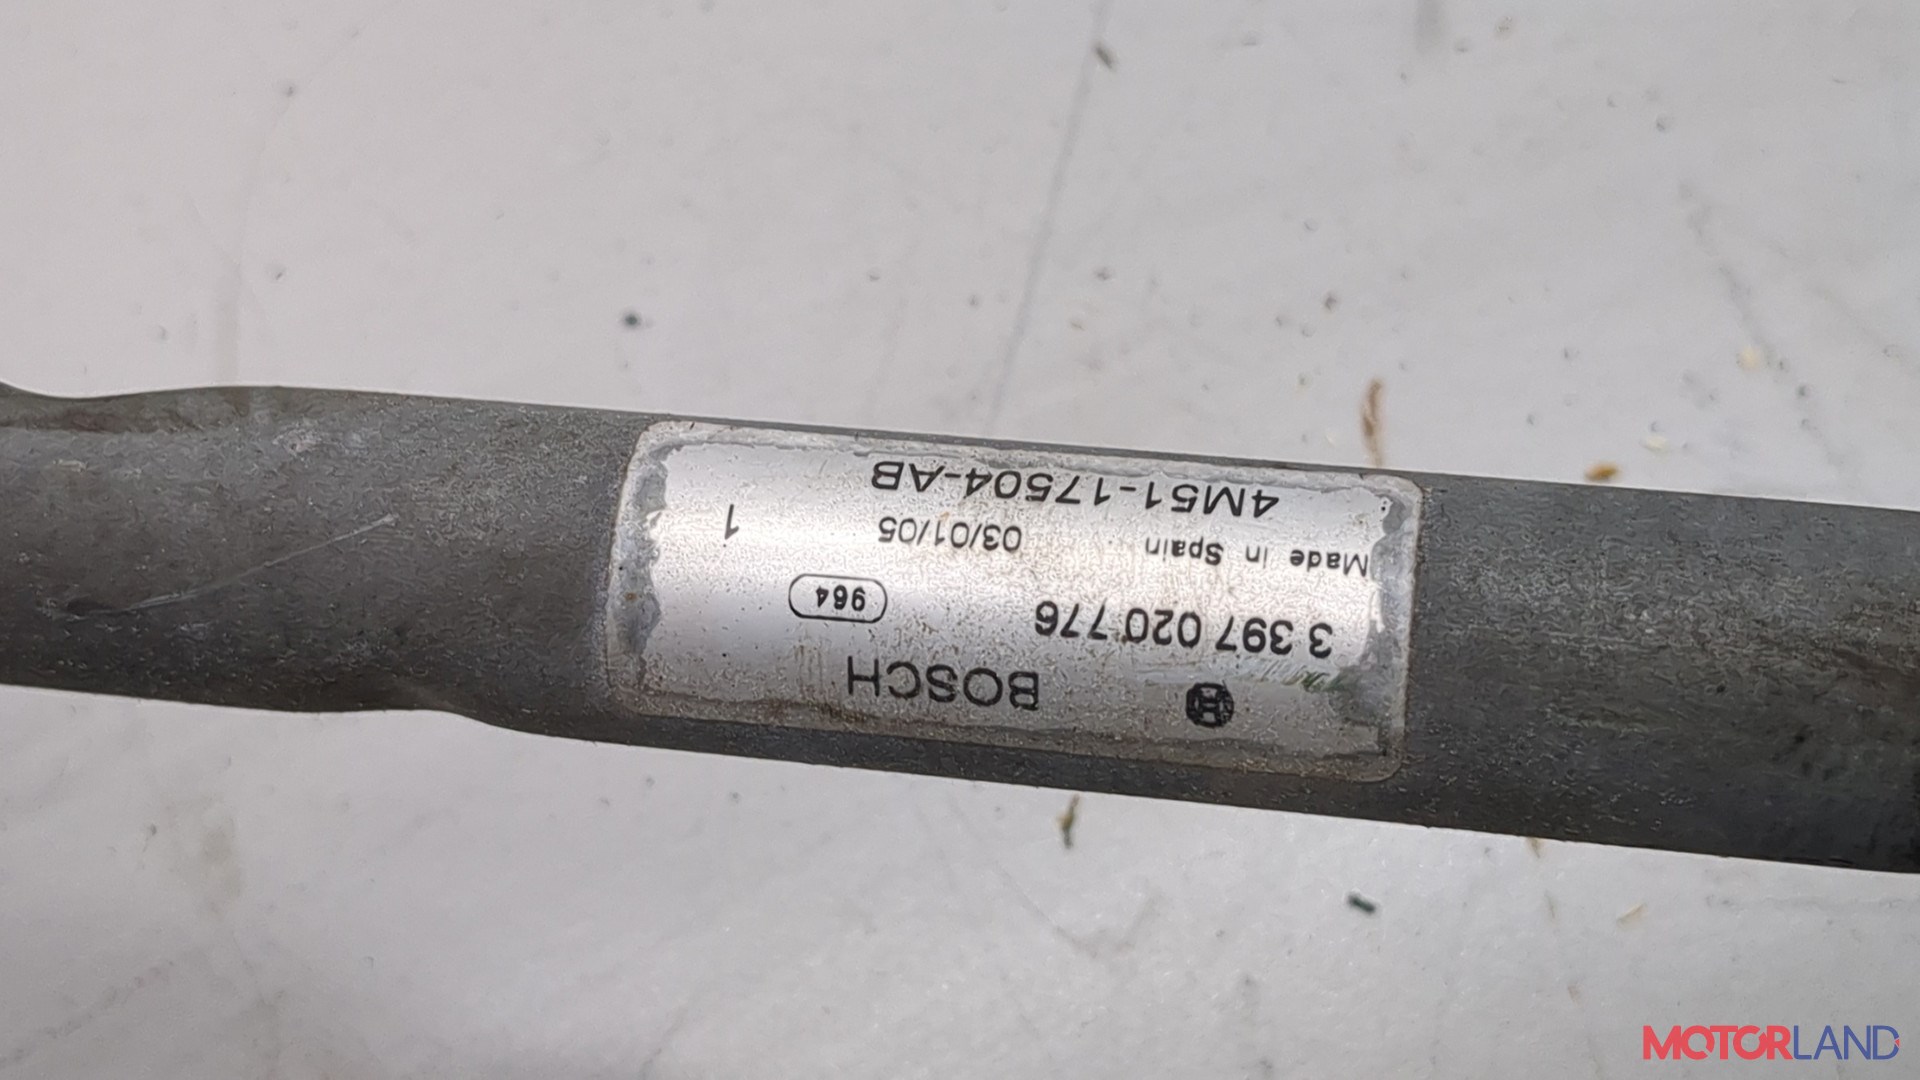 BOSCH
3 397 020 776 964
Made in Spain 03/01/05 1
4M51-17504-AB
MOTORLAND